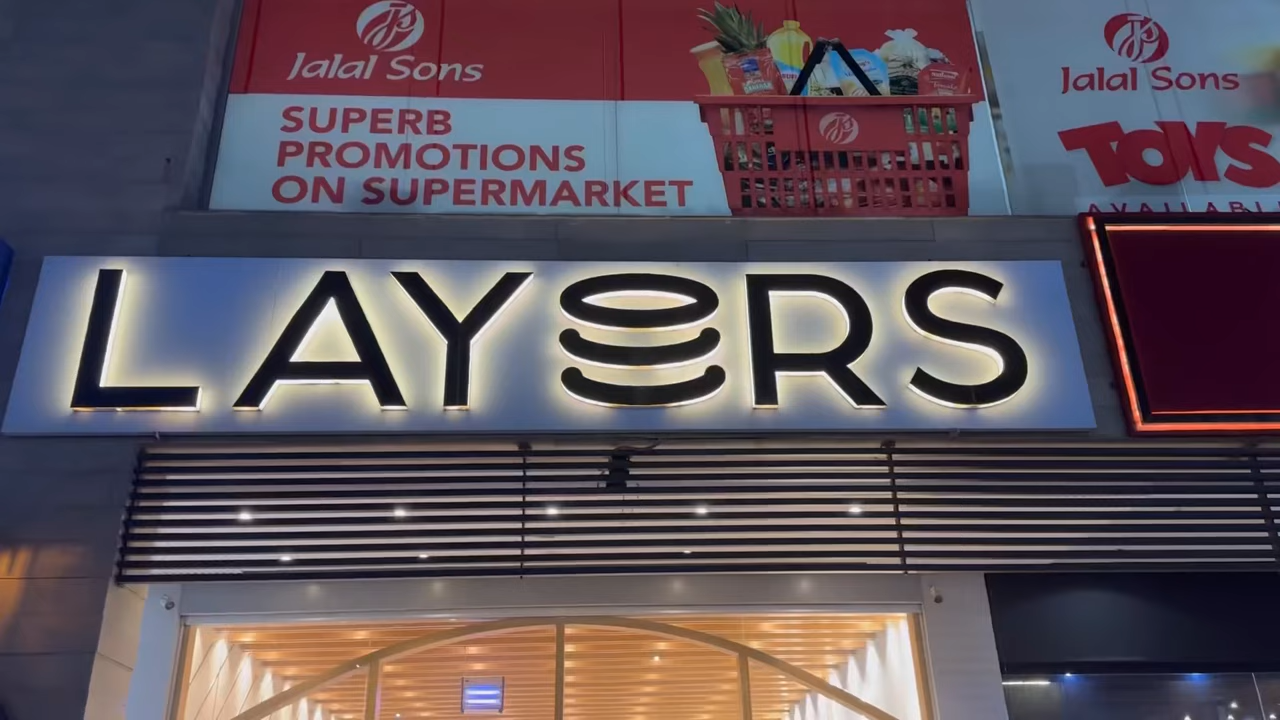 Jalal Sons
SUPERB
PROMOTIONS
ON SUPERMARKET
Jalal Sons
TOYS
LAYERS